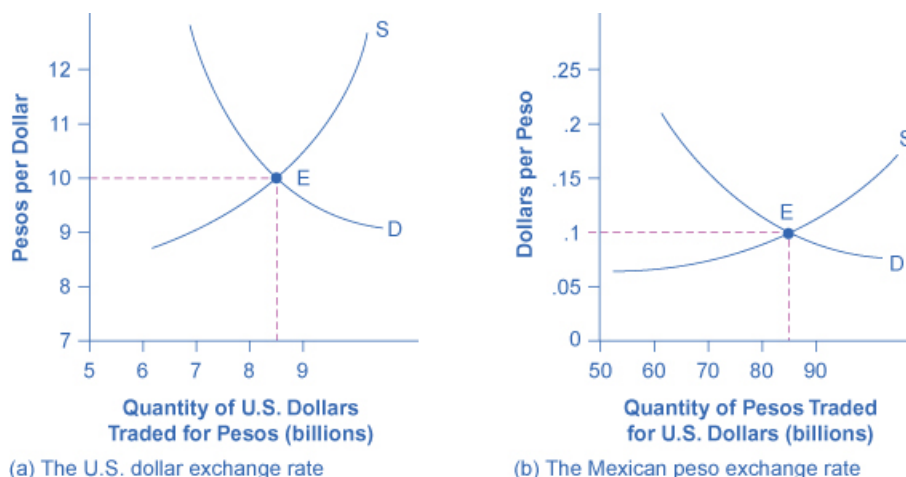 Pesos per Dollar
12
11
10
9
8
7
5
6
7
8
9
S
E
D
Quantity of U.S. Dollars
Traded for Pesos (billions)
(a) The U.S. dollar exchange rate
Dollars per Peso
.25
.2
.15
.1
.05
0
50
60
70
80
90
S
E
D
Quantity of Pesos Traded
for U.S. Dollars (billions)
(b) The Mexican peso exchange rate